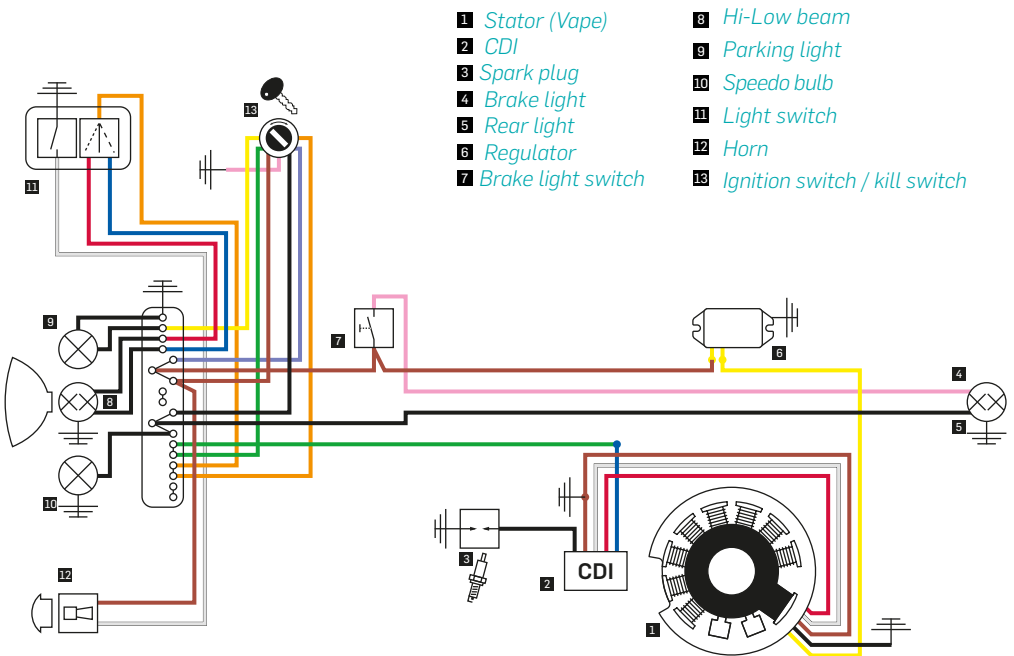 1 Stator (Vape)
2 CDI
3 Spark plug
4 Brake light
5 Rear light
6 Regulator
7 Brake light switch
8 Hi-Low beam
9 Parking light
10 Speedo bulb
11 Light switch
12 Horn
13 Ignition switch / kill switch
13
11
9
7
6
8
4
5
10
3
CDI
2
12
1